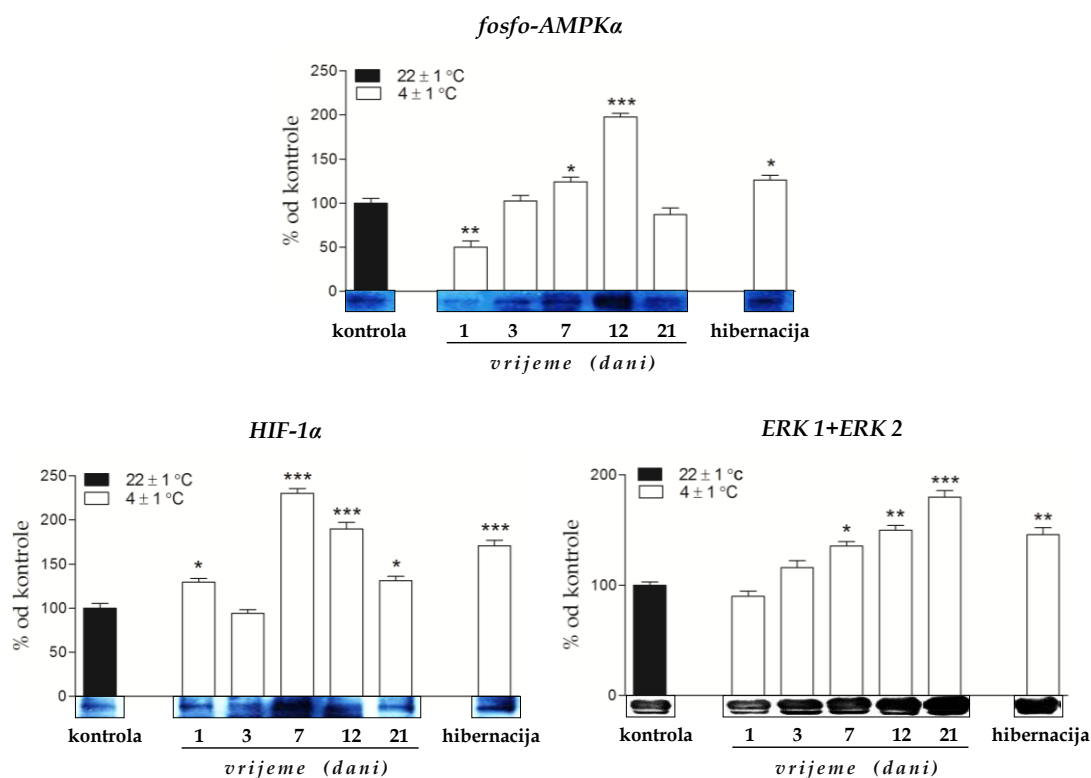 fosfo-AMPKα
250
200
150
100
50
0
% od kontrole
22 ± 1 °C
4 ± 1 °C
**
*
***
*
kontrola 1 3 7 12 21 hibernacija
vrijeme (dani)
HIF-1α
250
200
150
100
50
0
% od kontrole
22 ± 1 °C
4 ± 1 °C
*
***
***
*
***
kontrola 1 3 7 12 21 hibernacija
vrijeme (dani)
ERK 1+ERK 2
200
100
0
% od kontrole
22 ± 1 °c
4 ± 1 °C
*
**
***
**
kontrola 1 3 7 12 21 hibernacija
vrijeme (dani)